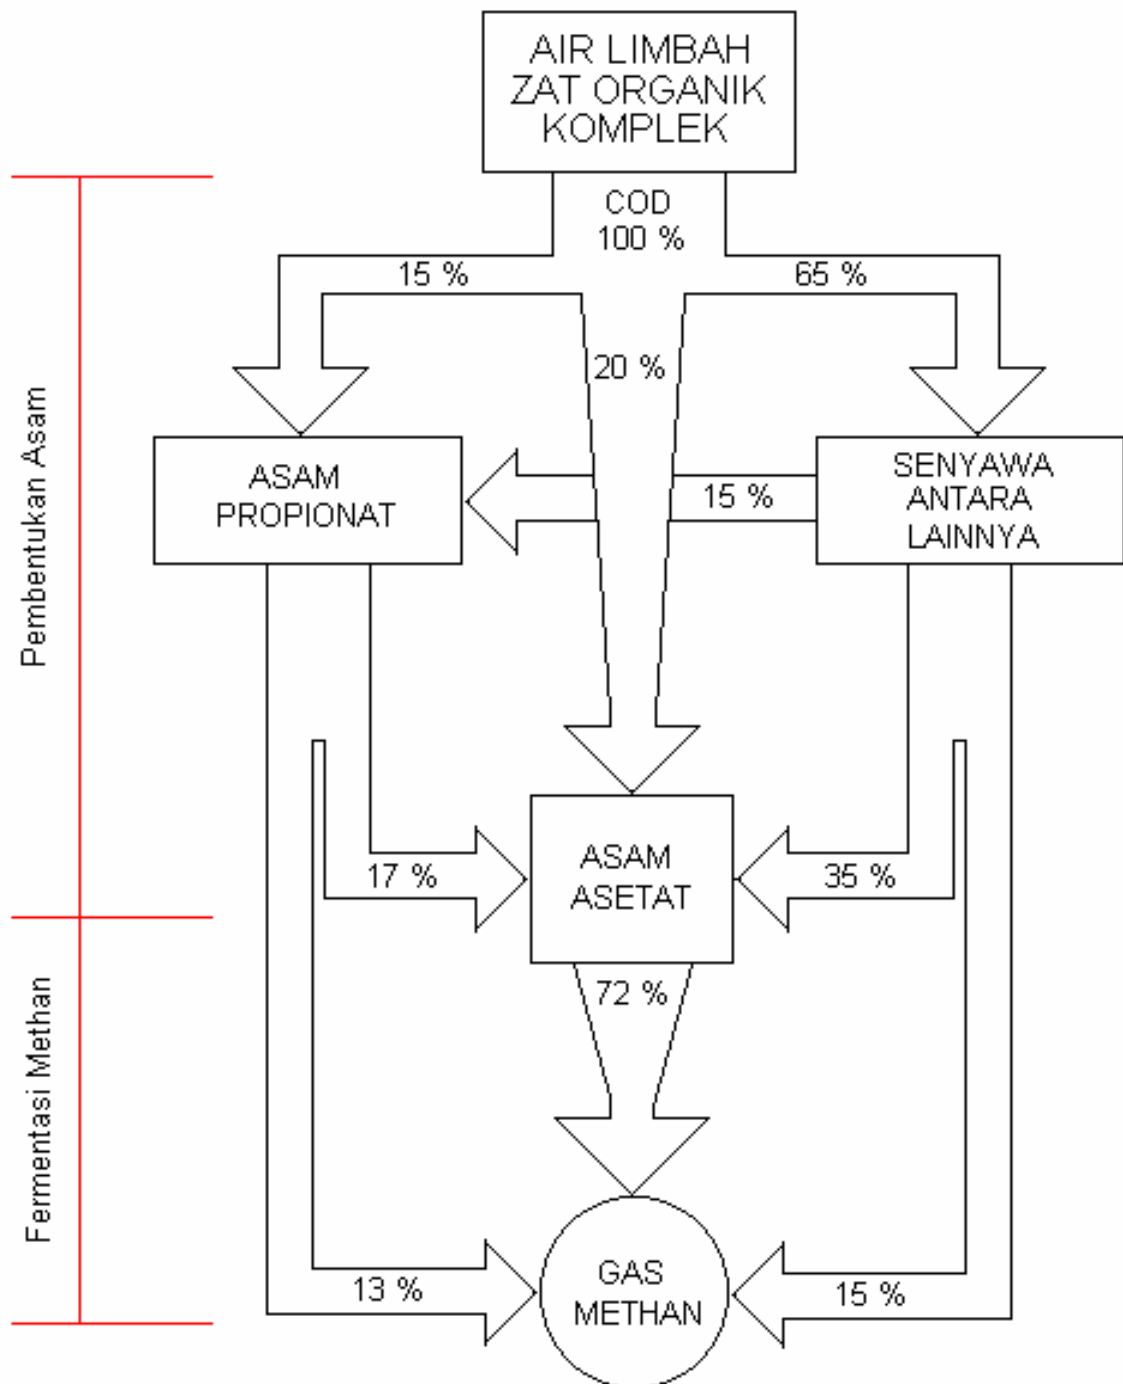 AIR LIMBAH
ZAT ORGANIK
KOMPLEK
COD
100 %
15 %
65 %
20 %
Pembentukan Asam
ASAM
PROPIONAT
15 %
SENYAWA
ANTARA
LAINNYA
17 %
ASAM
ASETAT
35 %
72 %
Fermentasi Methan
13 %
GAS
METHAN
15 %